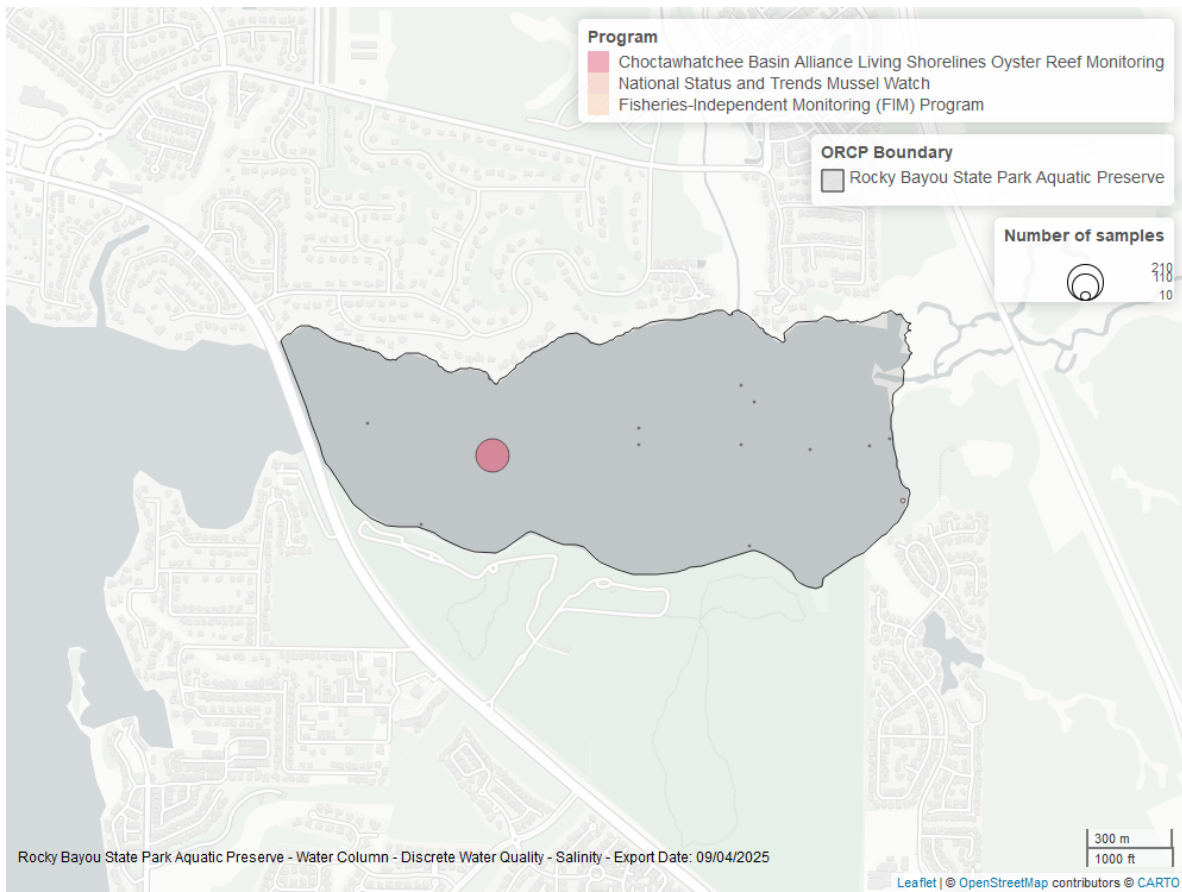 Program
Choctawhatchee Basin Alliance Living Shorelines Oyster Reef Monitoring
National Status and Trends Mussel Watch
Fisheries-Independent Monitoring (FIM) Program
ORCP Boundary
Rocky Bayou State Park Aquatic Preserve
Number of samples
210
110
10
300 m
1000 ft
Rocky Bayou State Park Aquatic Preserve - Water Column - Discrete Water Quality - Salinity - Export Date: 09/04/2025
Leaflet | © OpenStreetMap contributors © CARTO